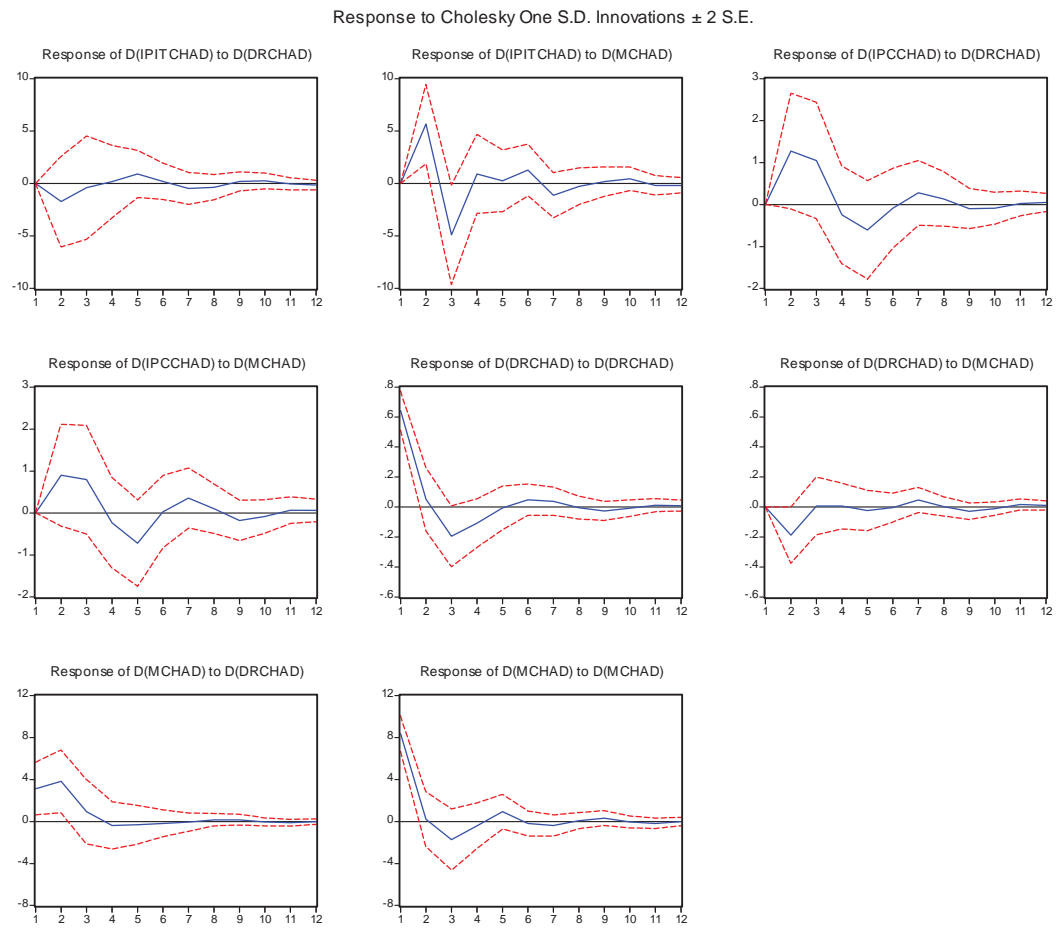 Response to Cholesky One S.D. Innovations ± 2 S.E.
Response of D(IPITCHAD) to D(DRCHAD)
10
5
0
-5
-10
1 2 3 4 5 6 7 8 9 10 11 12
Response of D(IPITCHAD) to D(MCHAD)
10
5
0
-5
-10
1 2 3 4 5 6 7 8 9 10 11 12
Response of D(IPCCHAD) to D(DRCHAD)
3
2
1
0
-1
-2
1 2 3 4 5 6 7 8 9 10 11 12
Response of D(IPCCHAD) to D(MCHAD)
3
2
1
0
-1
-2
1 2 3 4 5 6 7 8 9 10 11 12
Response of D(DRCHAD) to D(DRCHAD)
.8
.6
.4
.2
.0
-.2
-.4
-.6
1 2 3 4 5 6 7 8 9 10 11 12
Response of D(DRCHAD) to D(MCHAD)
.8
.6
.4
.2
.0
-.2
-.4
-.6
1 2 3 4 5 6 7 8 9 10 11 12
Response of D(MCHAD) to D(DRCHAD)
12
8
4
0
-4
-8
1 2 3 4 5 6 7 8 9 10 11 12
Response of D(MCHAD) to D(MCHAD)
12
8
4
0
-4
-8
1 2 3 4 5 6 7 8 9 10 11 12